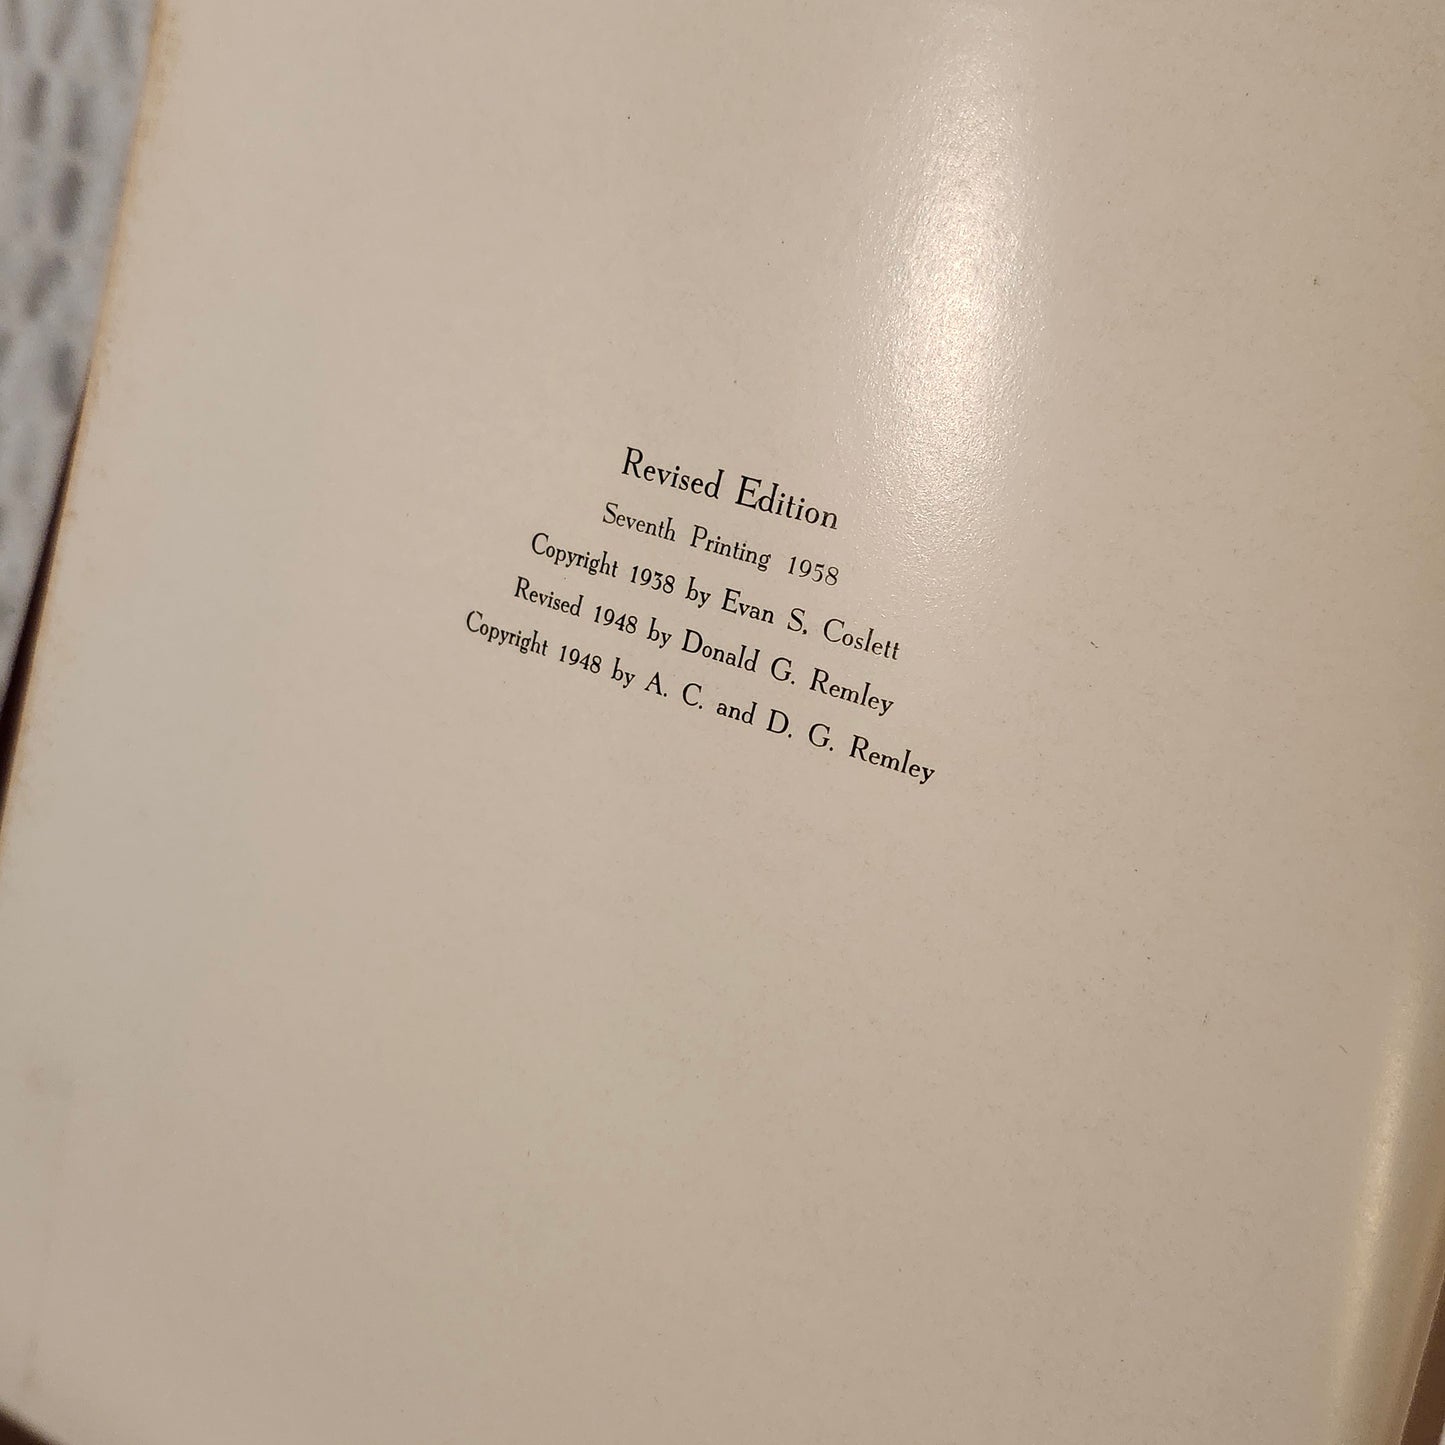 Revised Edition
Seventh Printing 1958
Copyright 1938 by Evan S. Coslett
Revised 1948 by Donald G. Remley
Copyright 1948 by A. C. and D. G. Remley